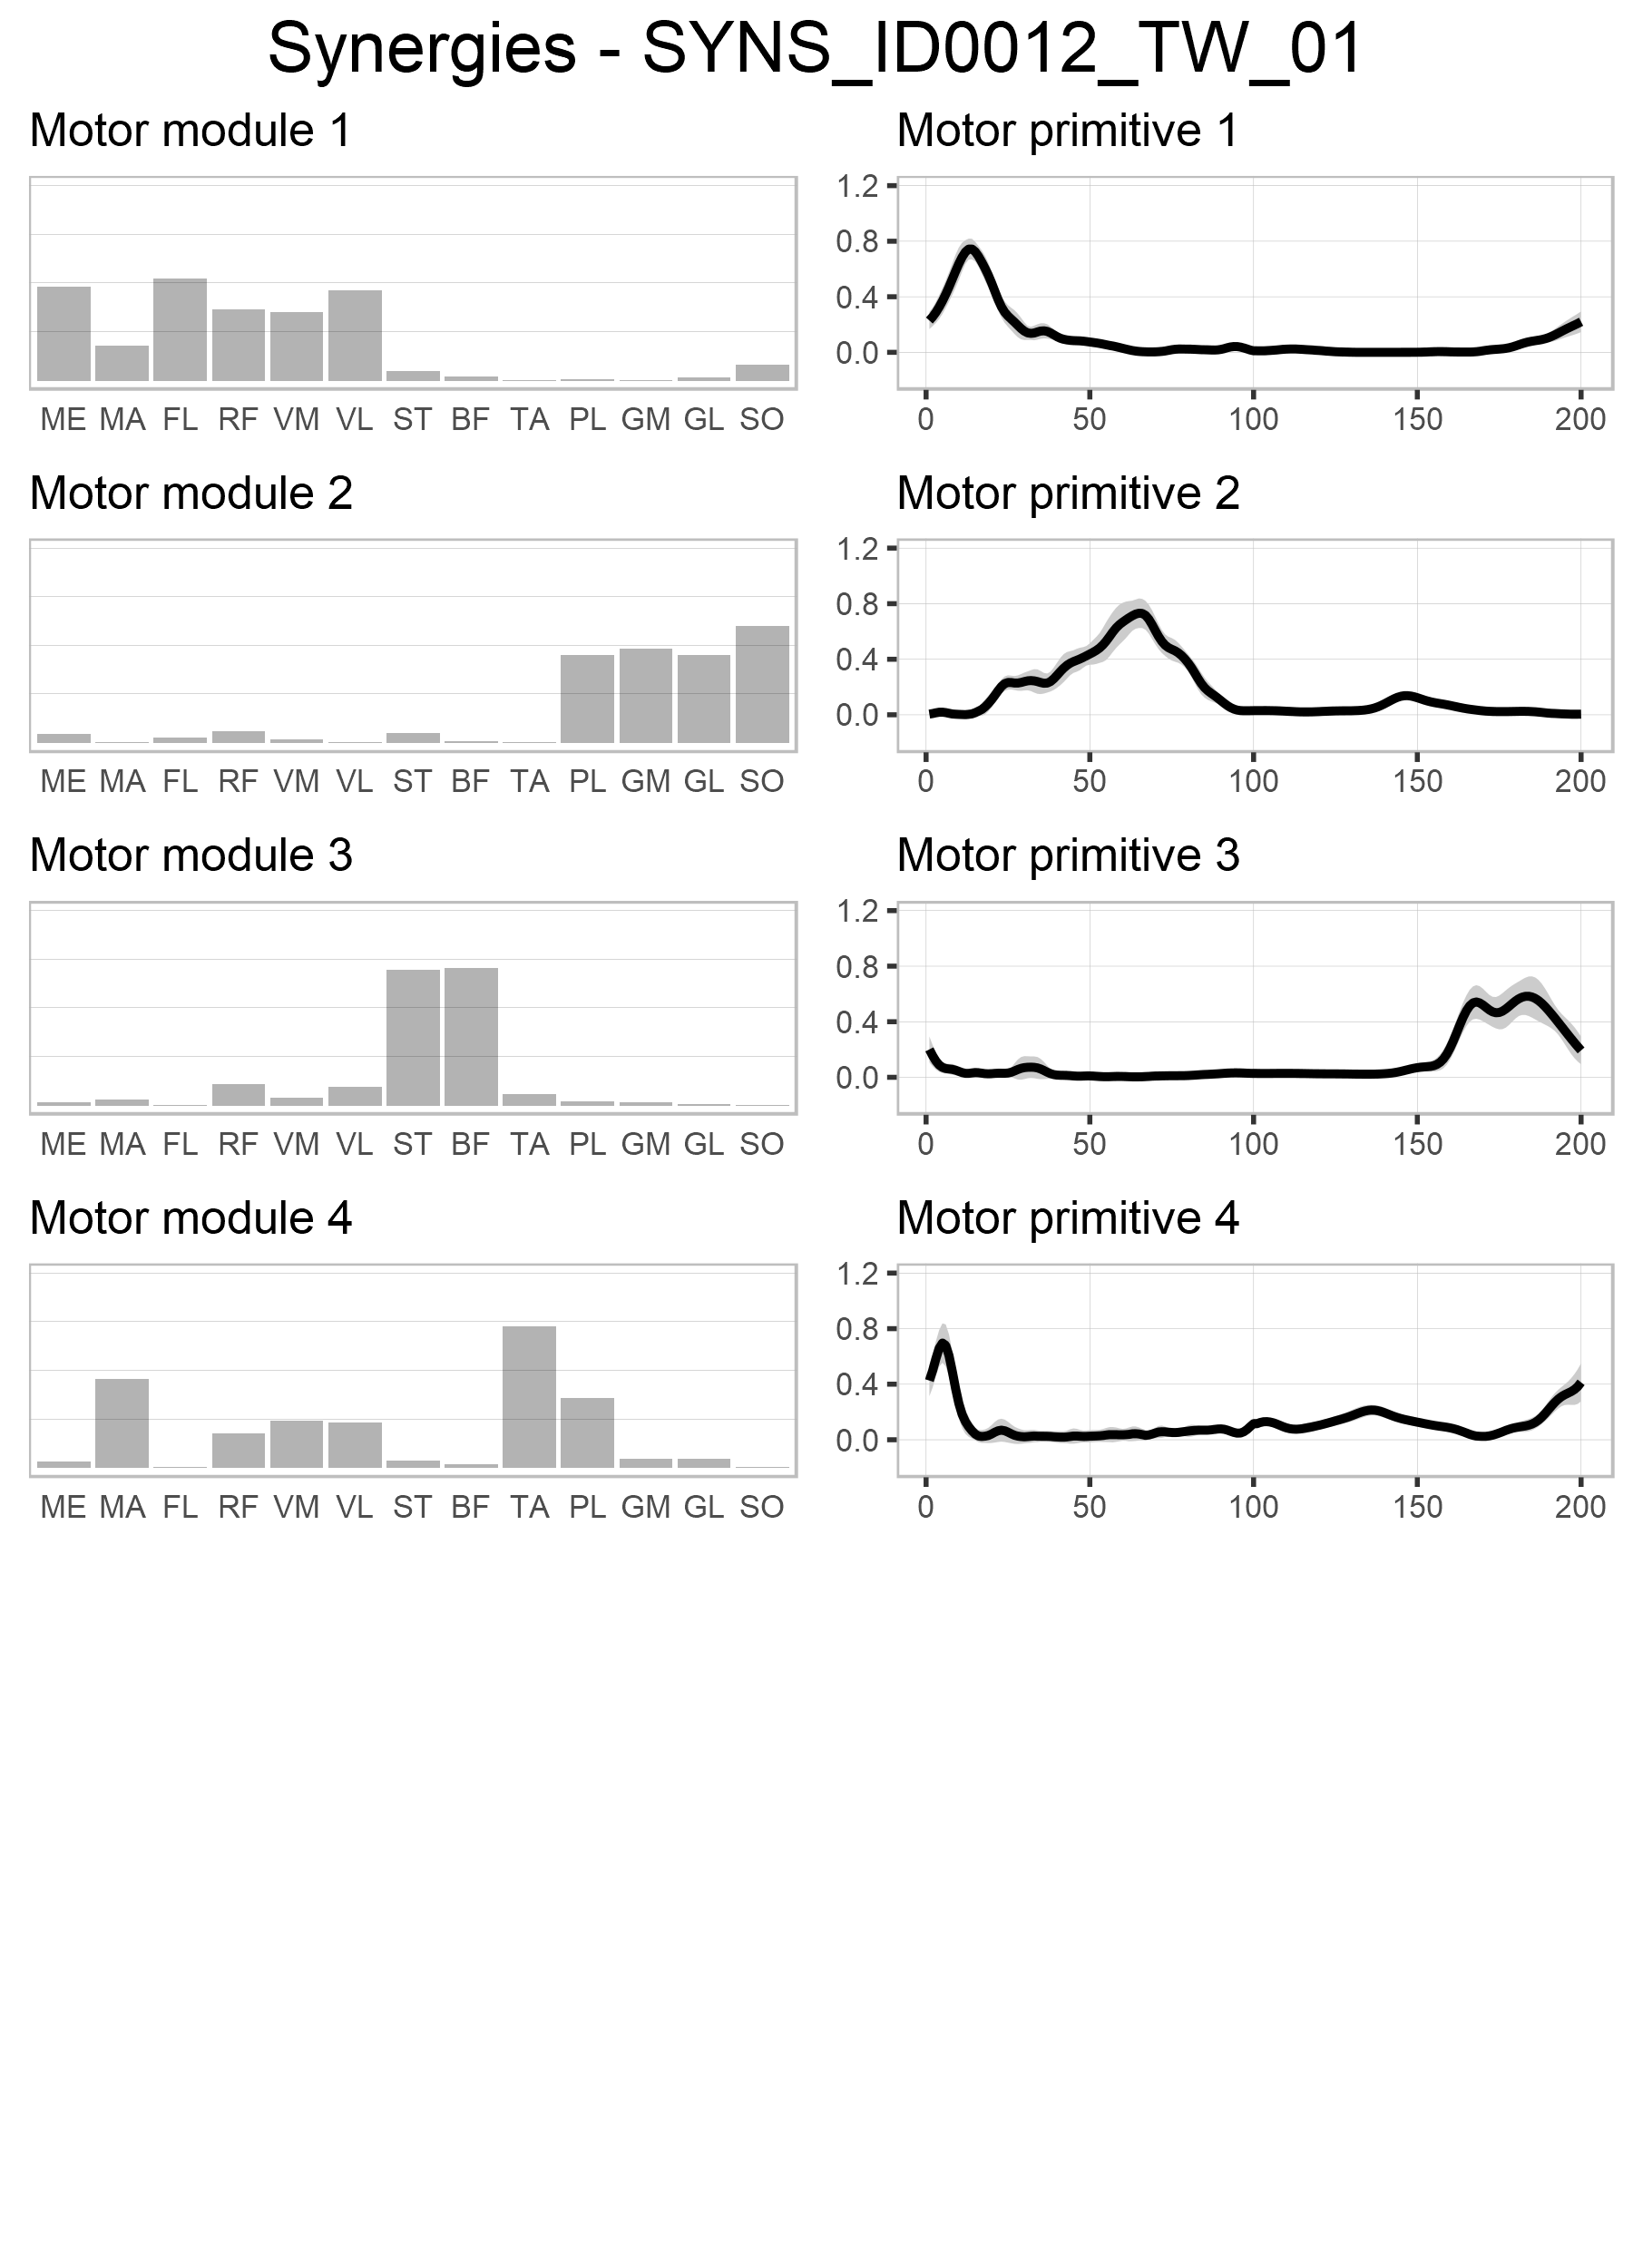 Synergies - SYNS_ID0012_TW_01
Motor module 1
Motor primitive 1
ME MA FL RF VM VL ST BF TA PL GM GL SO
1.2
0.8
0.4
0.0
0 50 100 150 200
Motor module 2
Motor primitive 2
ME MA FL RF VM VL ST BF TA PL GM GL SO
1.2
0.8
0.4
0.0
0 50 100 150 200
Motor module 3
Motor primitive 3
ME MA FL RF VM VL ST BF TA PL GM GL SO
1.2
0.8
0.4
0.0
0 50 100 150 200
Motor module 4
Motor primitive 4
ME MA FL RF VM VL ST BF TA PL GM GL SO
1.2
0.8
0.4
0.0
0 50 100 150 200